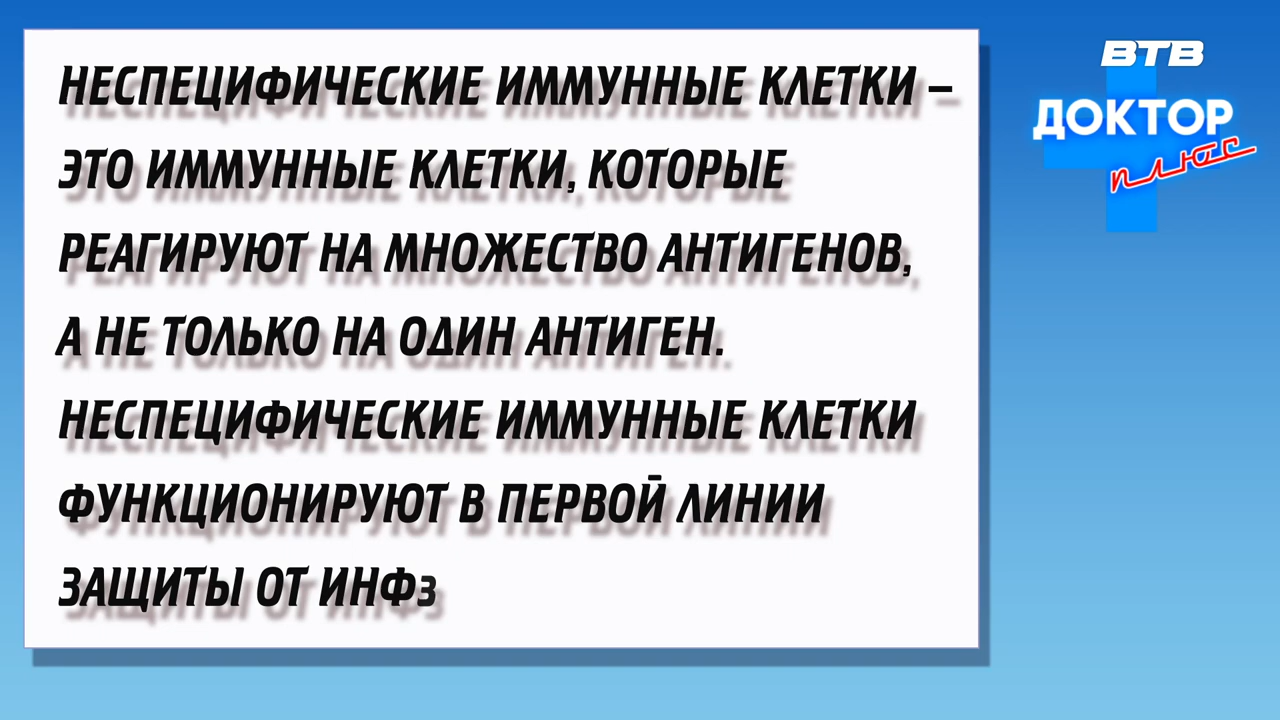 НЕСПЕЦИФИЧЕСКИЕ ИММУННЫЕ КЛЕТКИ –
ЭТО ИММУННЫЕ КЛЕТКИ, КОТОРЫЕ
РЕАГИРУЮТ НА МНОЖЕСТВО АНТИГЕНОВ,
А НЕ ТОЛЬКО НА ОДИН АНТИГЕН.
НЕСПЕЦИФИЧЕСКИЕ ИММУННЫЕ КЛЕТКИ
ФУНКЦИОНИРУЮТ В ПЕРВОЙ ЛИНИИ
ЗАЩИТЫ ОТ ИНФз
ВТВ
ДОКТОР
плюс